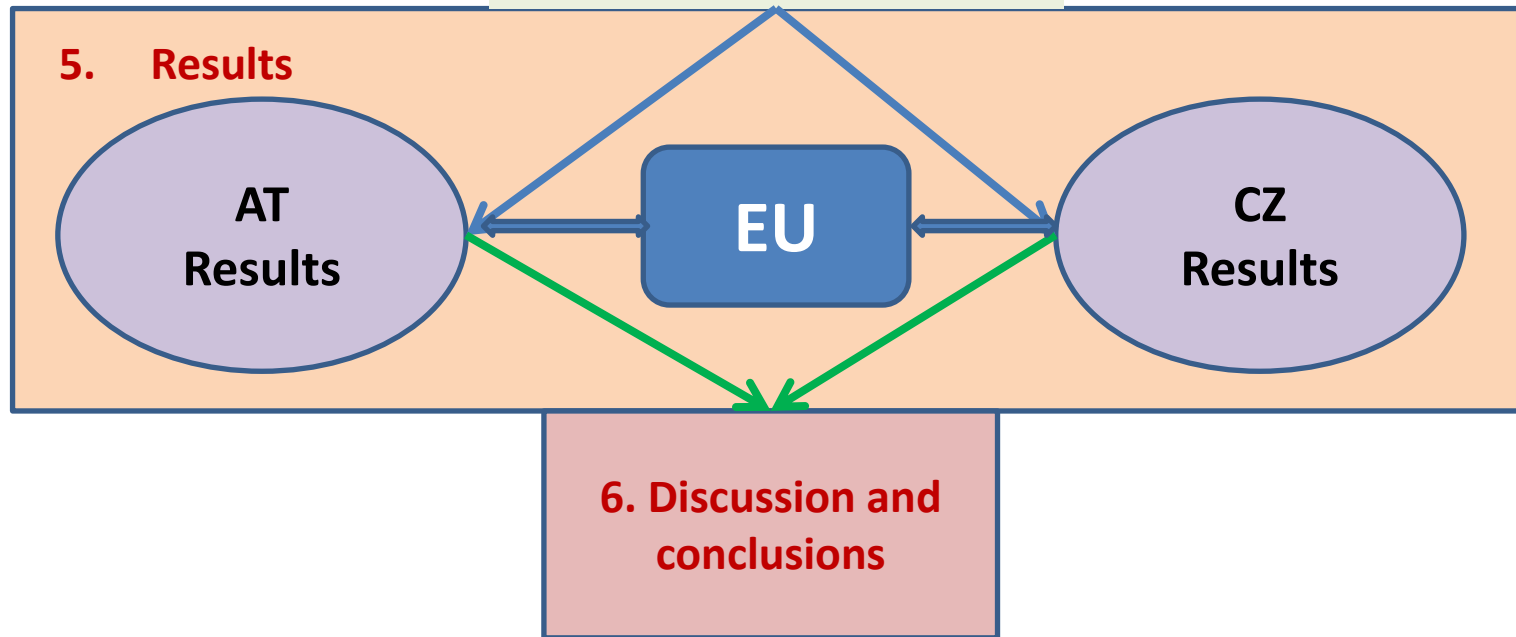 5. Results
AT
Results
EU
CZ
Results
6. Discussion and
conclusions